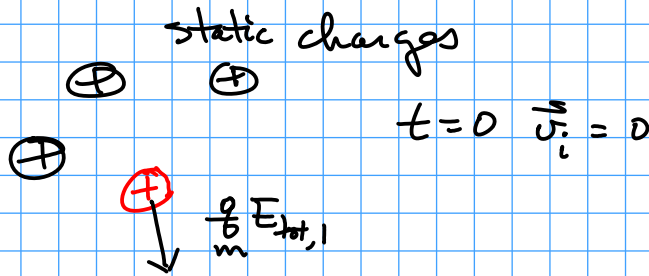 static charges
+ +
t = 0 v⃗ᵢ = 0
+
+
q/m E_tot,1